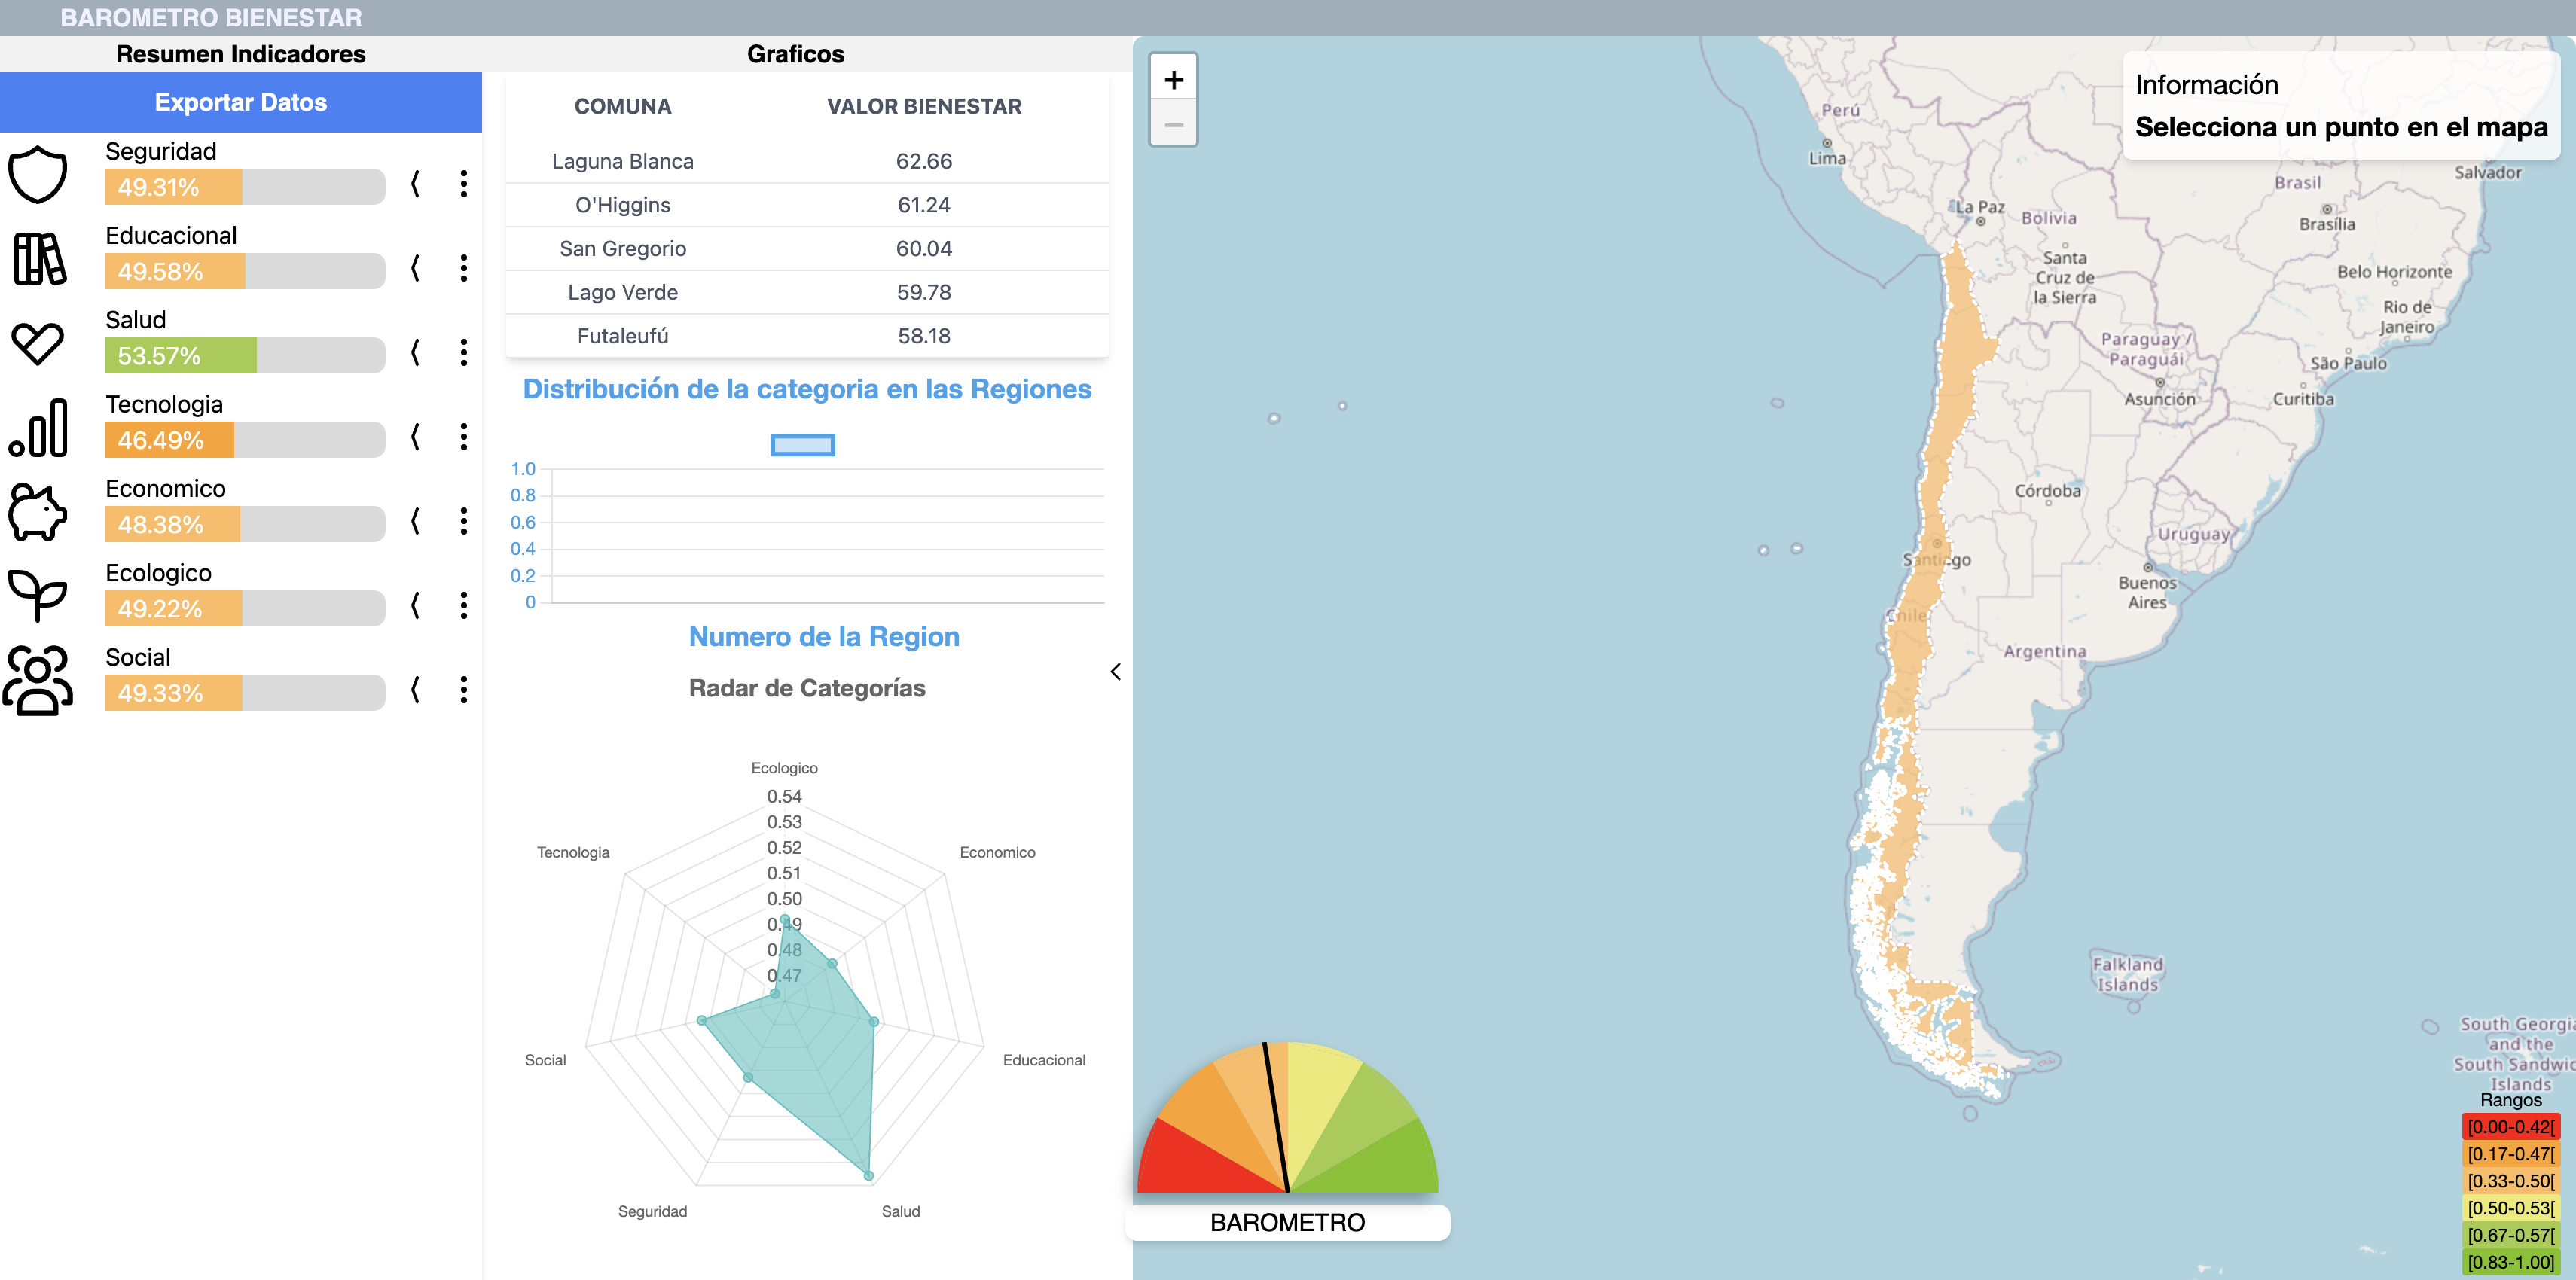 BAROMETRO BIENESTAR
Resumen Indicadores
Exportar Datos
Seguridad
49.31%
Educacional
49.58%
Salud
53.57%
Tecnologia
46.49%
Economico
48.38%
Ecologico
49.22%
Social
49.33%
Graficos
COMUNA VALOR BIENESTAR
Laguna Blanca 62.66
O'Higgins 61.24
San Gregorio 60.04
Lago Verde 59.78
Futaleufú 58.18
Distribución de la categoria en las Regiones
1.0
0.8
0.6
0.4
0.2
0
Numero de la Region
Radar de Categorías
Ecologico
0.54
0.53
0.52
0.51
0.50
0.49
0.48
0.47
Tecnologia
Economico
Social
Educacional
Seguridad
Salud
+
−
Información
Selecciona un punto en el mapa
Perú
Lima
La Paz
Bolivia
Santa
Cruz de
la Sierra
Brasil
Salvador
Brasília
Belo Horizonte
Rio de
Janeiro
Paraguay /
Paraguái
São Paulo
Asunción
Curitiba
Córdoba
Santiago
Uruguay
Buenos
Aires
Chile
Argentina
Falkland
Islands
South Georgia
and the
South Sandwic
Islands
BAROMETRO
Rangos
[0.00-0.42[
[0.17-0.47[
[0.33-0.50[
[0.50-0.53[
[0.67-0.57[
[0.83-1.00]